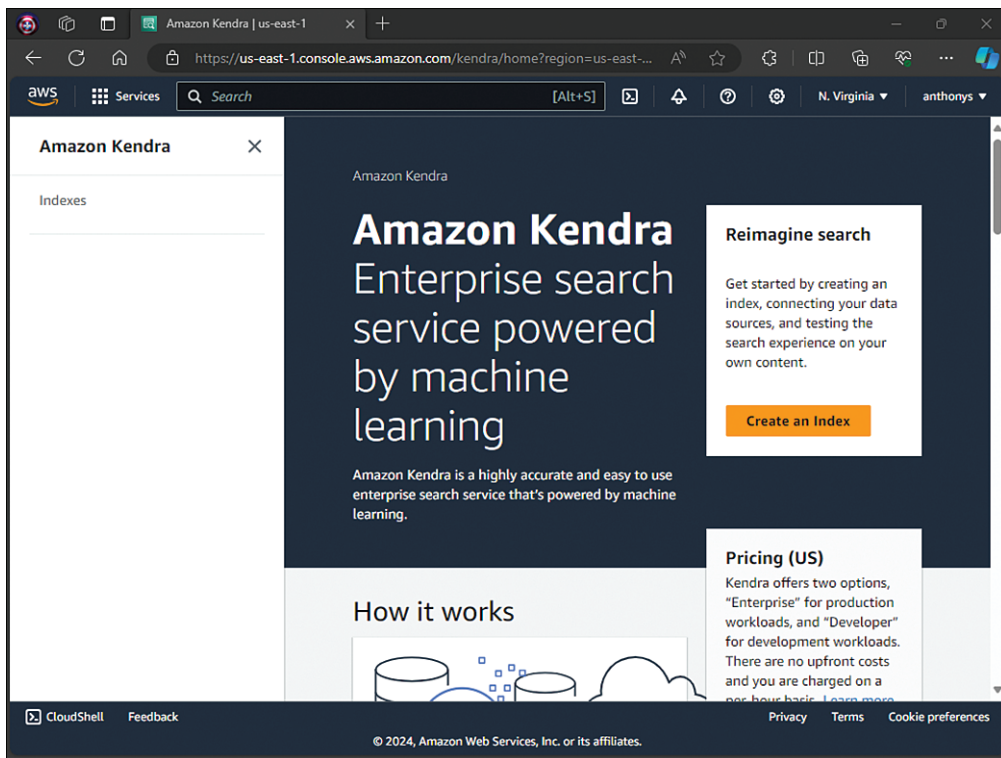 Amazon Kendra | us-east-1
https://us-east-1.console.aws.amazon.com/kendra/home?region=us-east-...
aws
Services
Search
[Alt+S]
N. Virginia
anthonys
Amazon Kendra
Indexes
Amazon Kendra
Amazon Kendra
Enterprise search
service powered
by machine
learning
Amazon Kendra is a highly accurate and easy to use
enterprise search service that's powered by machine
learning.
Reimagine search
Get started by creating an
index, connecting your data
sources, and testing the
search experience on your
own content.
Create an Index
Pricing (US)
Kendra offers two options,
"Enterprise" for production
workloads, and "Developer"
for development workloads.
There are no upfront costs
and you are charged on a
per-hour basis. Learn more
How it works
CloudShell
Feedback
Privacy
Terms
Cookie preferences
© 2024, Amazon Web Services, Inc. or its affiliates.